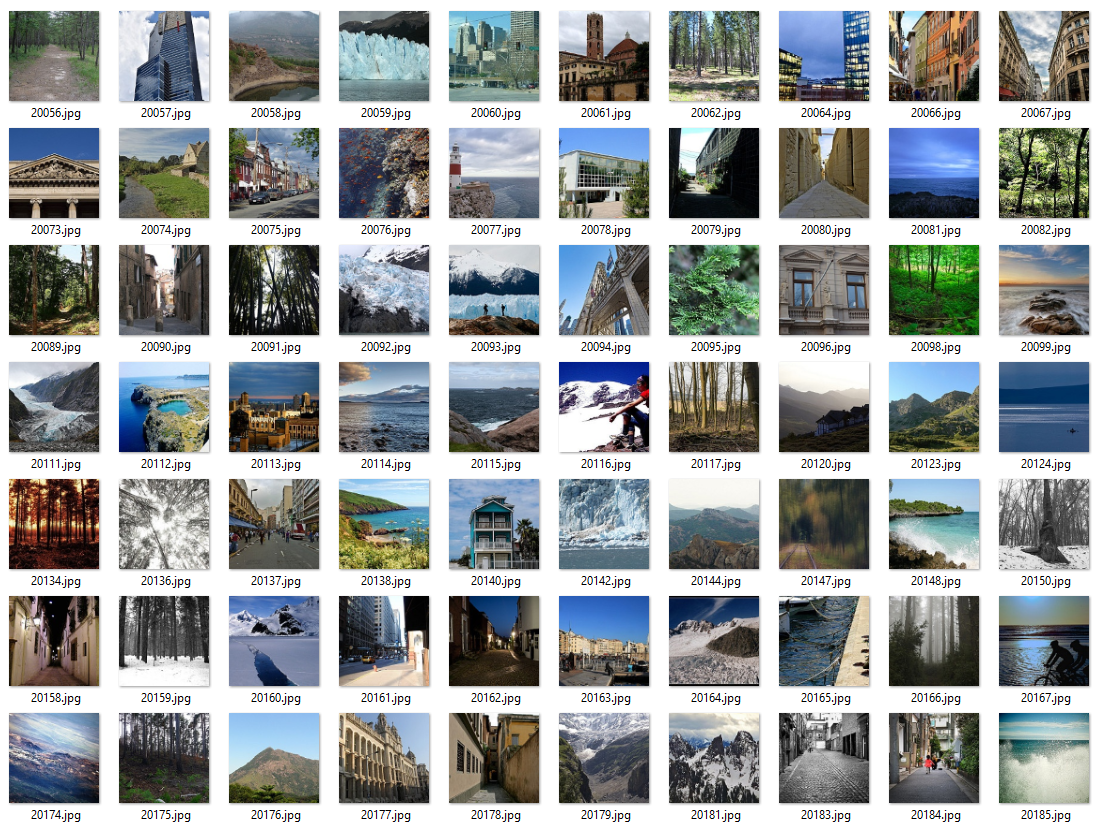 20056.jpg 20057.jpg 20058.jpg 20059.jpg 20060.jpg 20061.jpg 20062.jpg 20064.jpg 20066.jpg 20067.jpg
20073.jpg 20074.jpg 20075.jpg 20076.jpg 20077.jpg 20078.jpg 20079.jpg 20080.jpg 20081.jpg 20082.jpg
20089.jpg 20090.jpg 20091.jpg 20092.jpg 20093.jpg 20094.jpg 20095.jpg 20096.jpg 20098.jpg 20099.jpg
20111.jpg 20112.jpg 20113.jpg 20114.jpg 20115.jpg 20116.jpg 20117.jpg 20120.jpg 20123.jpg 20124.jpg
20134.jpg 20136.jpg 20137.jpg 20138.jpg 20140.jpg 20142.jpg 20144.jpg 20147.jpg 20148.jpg 20150.jpg
20158.jpg 20159.jpg 20160.jpg 20161.jpg 20162.jpg 20163.jpg 20164.jpg 20165.jpg 20166.jpg 20167.jpg
20174.jpg 20175.jpg 20176.jpg 20177.jpg 20178.jpg 20179.jpg 20181.jpg 20183.jpg 20184.jpg 20185.jpg